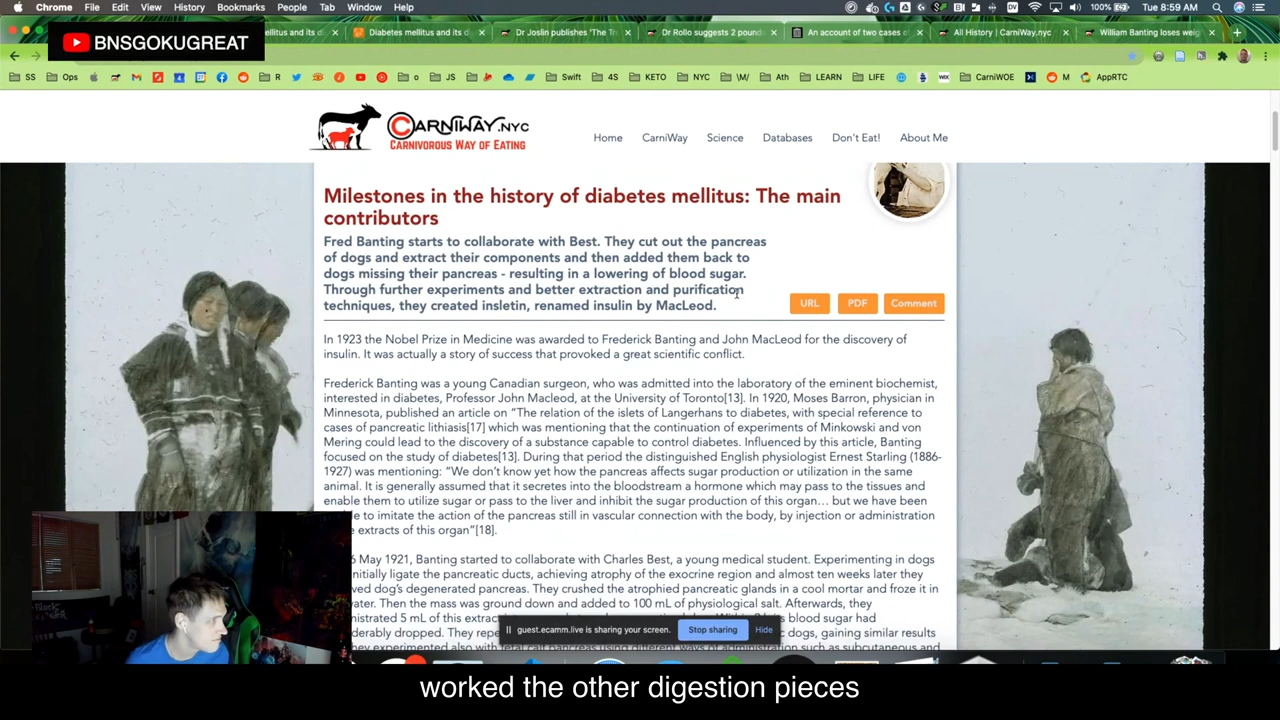 Chrome File Edit View History Bookmarks People Tab Window Help
DV 100% Tue 8:59 AM
BNSGOKUGREAT
ellitus and its d
Diabetes mellitus and its d
Dr Joslin publishes 'The Tre
Dr Rollo suggests 2 pound
An account of two cases o
All History | CarniWay.nyc
William Banting loses weig
SS Ops R o JS Swift 4S KETO NYC \M/ Ath LEARN LIFE WIX CarniWOE M AppRTC
CARNIWAY.NYC
CARNIVOROUS WAY OF EATING
Home CarniWay Science Databases Don't Eat! About Me
Milestones in the history of diabetes mellitus: The main
contributors
Fred Banting starts to collaborate with Best. They cut out the pancreas
of dogs and extract their components and then added them back to
dogs missing their pancreas - resulting in a lowering of blood sugar.
Through further experiments and better extraction and purification
techniques, they created insletin, renamed insulin by MacLeod.
URL PDF Comment
In 1923 the Nobel Prize in Medicine was awarded to Frederick Banting and John MacLeod for the discovery of
insulin. It was actually a story of success that provoked a great scientific conflict.
Frederick Banting was a young Canadian surgeon, who was admitted into the laboratory of the eminent biochemist,
interested in diabetes, Professor John Macleod, at the University of Toronto[13]. In 1920, Moses Barron, physician in
Minnesota, published an article on "The relation of the islets of Langerhans to diabetes, with special reference to
cases of pancreatic lithiasis[17] which was mentioning that the continuation of experiments of Minkowski and von
Mering could lead to the discovery of a substance capable to control diabetes. Influenced by this article, Banting
focused on the study of diabetes[13]. During that period the distinguished English physiologist Ernest Starling (1886-
1927) was mentioning: "We don't know yet how the pancreas affects sugar production or utilization in the same
animal. It is generally assumed that it secretes into the bloodstream a hormone which may pass to the tissues and
enable them to utilize sugar or pass to the liver and inhibit the sugar production of this organ… but we have been
to imitate the action of the pancreas still in vascular connection with the body, by injection or administration
extracts of this organ"[18].
May 1921, Banting started to collaborate with Charles Best, a young medical student. Experimenting in dogs
nitially ligate the pancreatic ducts, achieving atrophy of the exocrine region and almost ten weeks later they
ved dog's degenerated pancreas. They crushed the atrophied pancreatic glands in a cool mortar and froze it in
water. Then the mass was ground down and added to 100 mL of physiological salt. Afterwards, they
nistrated 5 mL of this extract blood sugar had
derably dropped. They repe dogs, gaining similar results
guest.ecamm.live is sharing your screen. Stop sharing Hide
worked the other digestion pieces